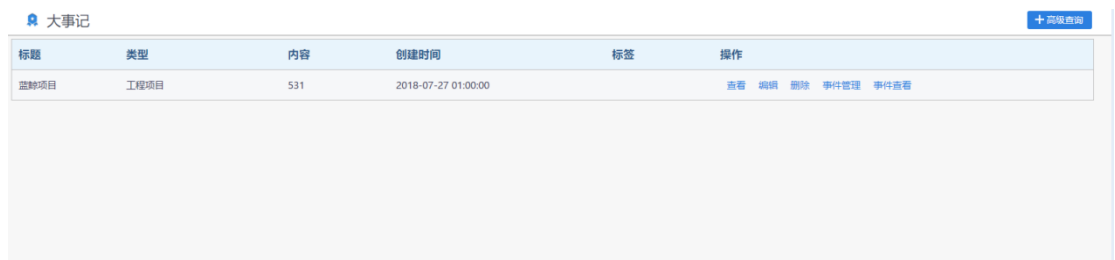 大事记
高级查询
标题 类型 内容 创建时间 标签 操作
蓝鲸项目 工程项目 531 2018-07-27 01:00:00 查看 编辑 删除 事件管理 事件查看